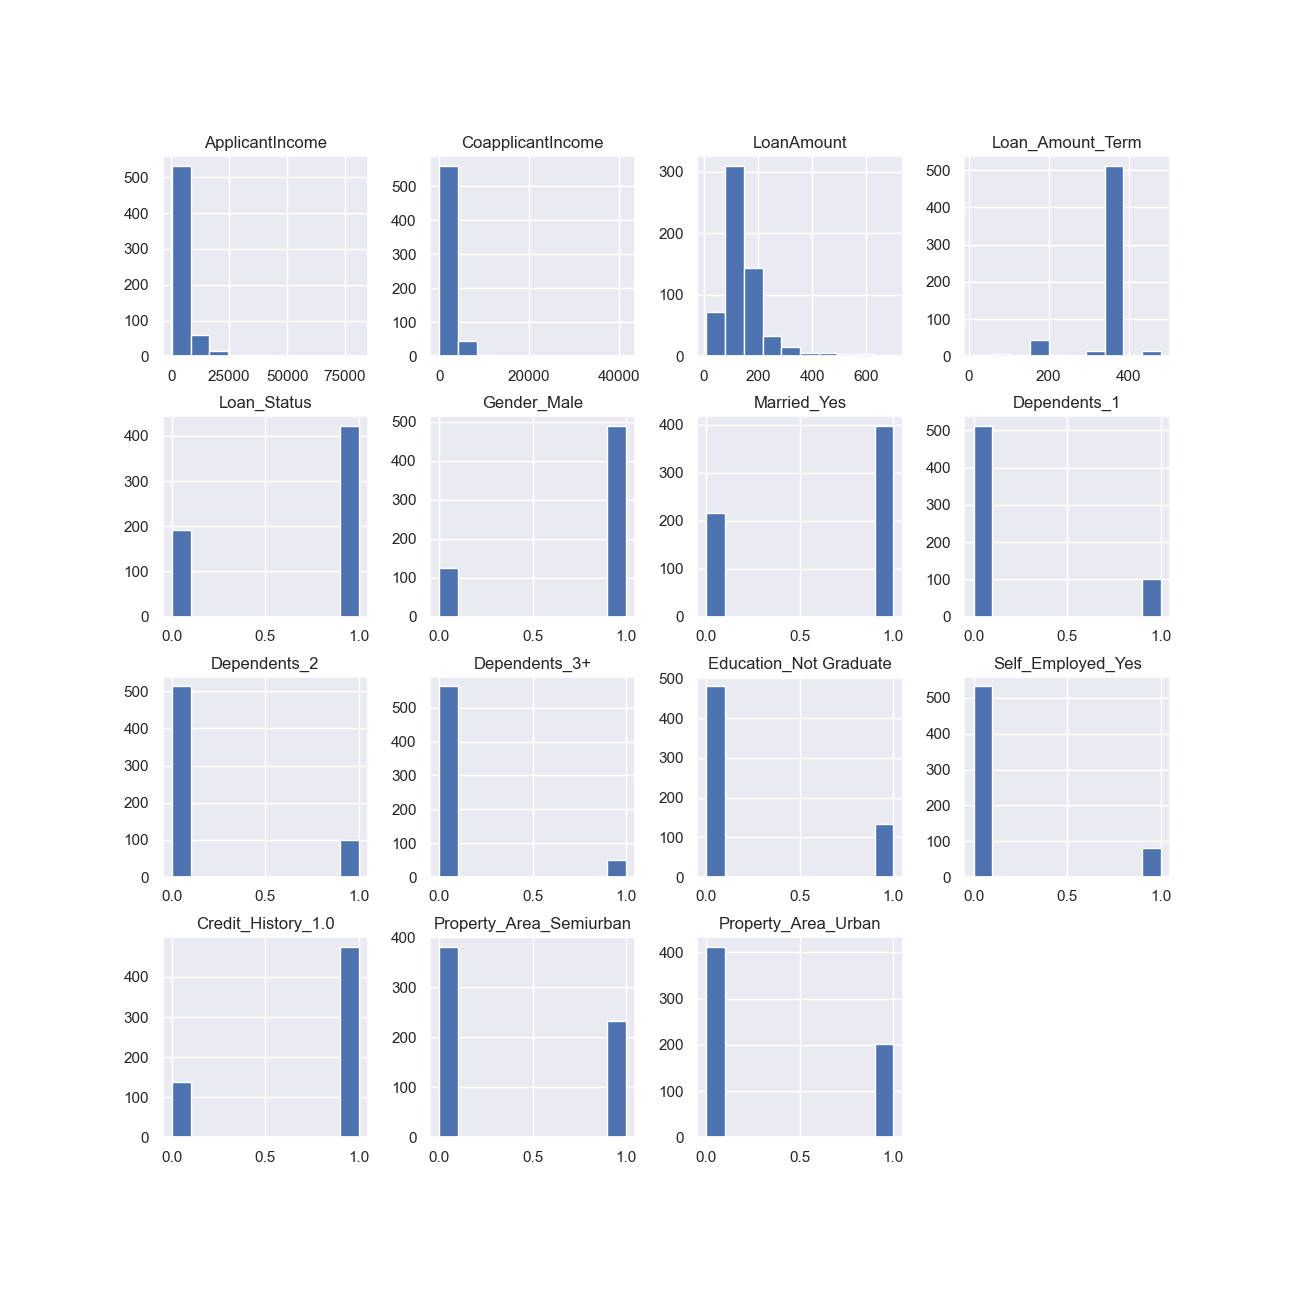 ApplicantIncome CoapplicantIncome LoanAmount Loan_Amount_Term
500 400 300 200 100 0
0 25000 50000 75000
500 400 300 200 100 0
0 20000 40000
300 200 100 0
0 200 400 600
500 400 300 200 100 0
0 200 400
Loan_Status Gender_Male Married_Yes Dependents_1
400 300 200 100 0
0.0 0.5 1.0
500 400 300 200 100 0
0.0 0.5 1.0
400 300 200 100 0
0.0 0.5 1.0
500 400 300 200 100 0
0.0 0.5 1.0
Dependents_2 Dependents_3+ Education_Not Graduate Self_Employed_Yes
500 400 300 200 100 0
0.0 0.5 1.0
500 400 300 200 100 0
0.0 0.5 1.0
500 400 300 200 100 0
0.0 0.5 1.0
500 400 300 200 100 0
0.0 0.5 1.0
Credit_History_1.0 Property_Area_Semiurban Property_Area_Urban
400 300 200 100 0
0.0 0.5 1.0
400 300 200 100 0
0.0 0.5 1.0
400 300 200 100 0
0.0 0.5 1.0